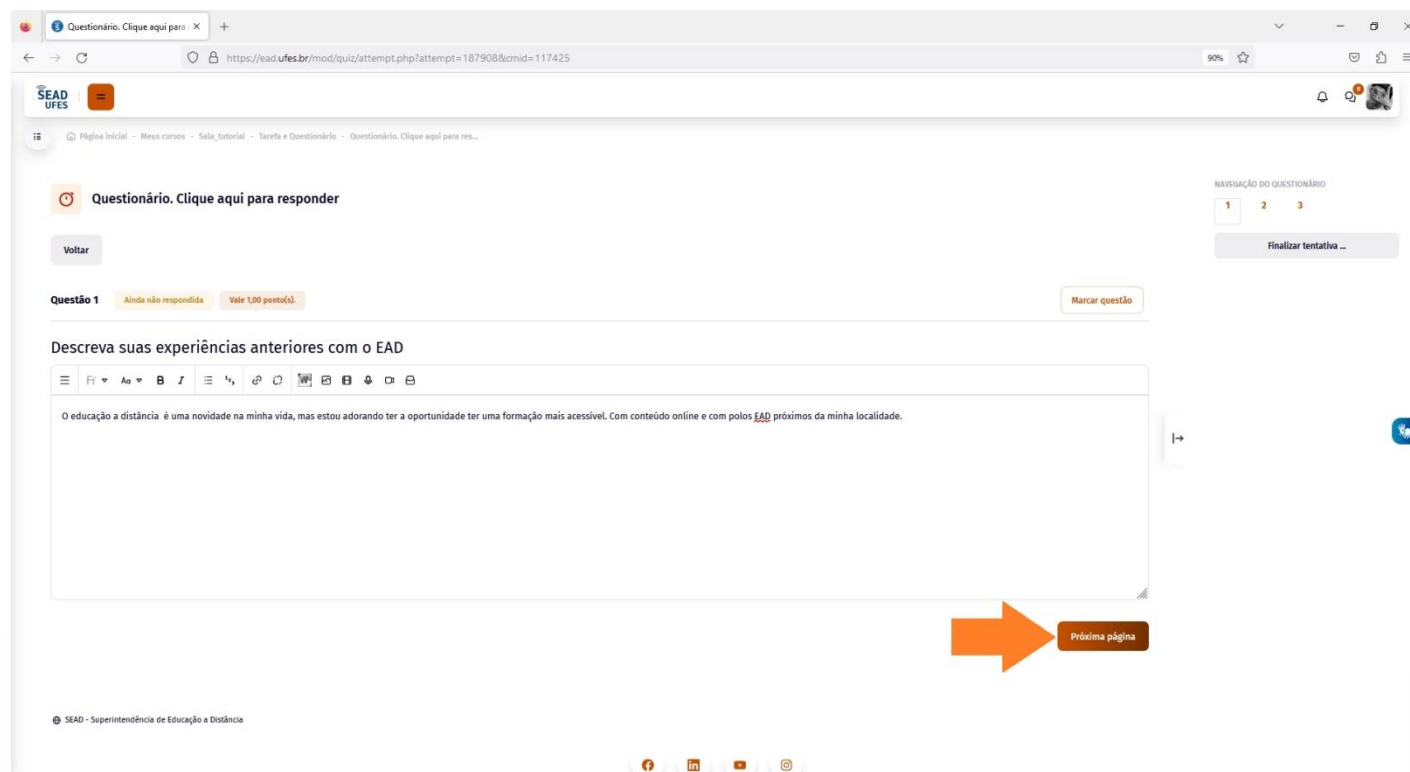 Questionário. Clique aqui para
https://ead.ufes.br/mod/quiz/attempt.php?attempt=187908&cmid=117425
90%
SEAD
UFES
Página inicial - Meus cursos - Sala_tutorial - Tarefa e Questionário - Questionário. Clique aqui para res...
Questionário. Clique aqui para responder
NAVEGAÇÃO DO QUESTIONÁRIO
1 2 3
Voltar
Finalizar tentativa ...
Questão 1 Ainda não respondida Vale 1,00 ponto(s). Marcar questão
Descreva suas experiências anteriores com o EAD
O educação a distância é uma novidade na minha vida, mas estou adorando ter a oportunidade ter uma formação mais acessível. Com conteúdo online e com polos EAD próximos da minha localidade.
Próxima página
SEAD - Superintendência de Educação a Distância